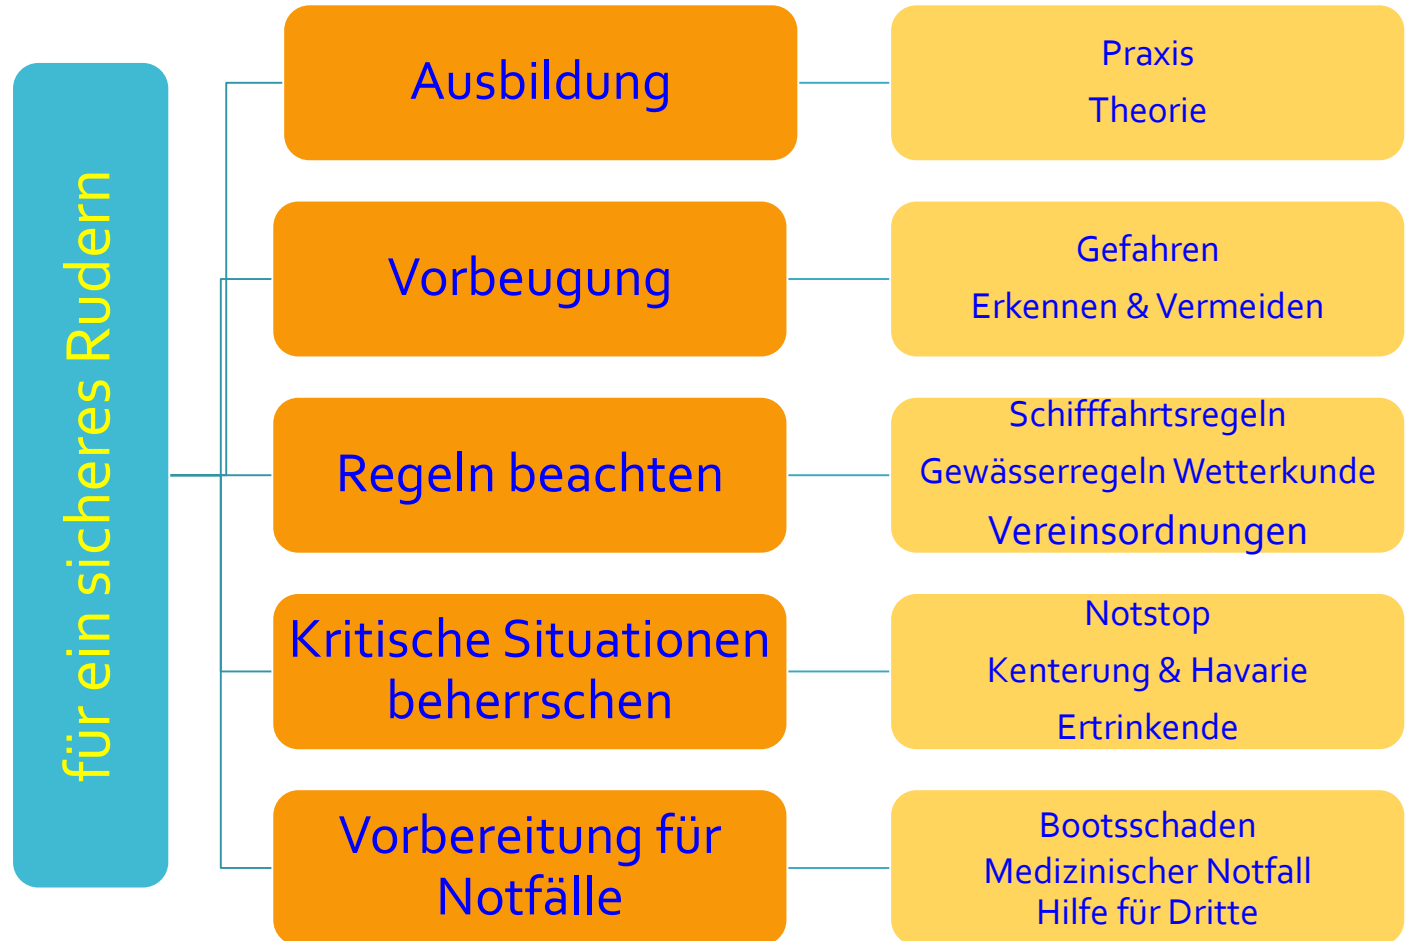 für ein sicheres Rudern
Ausbildung
Praxis
Theorie
Vorbeugung
Gefahren
Erkennen & Vermeiden
Regeln beachten
Schifffahrtsregeln
Gewässerregeln Wetterkunde
Vereinsordnungen
Kritische Situationen
beherrschen
Notstop
Kenterung & Havarie
Ertrinkende
Vorbereitung für
Notfälle
Bootsschaden
Medizinischer Notfall
Hilfe für Dritte